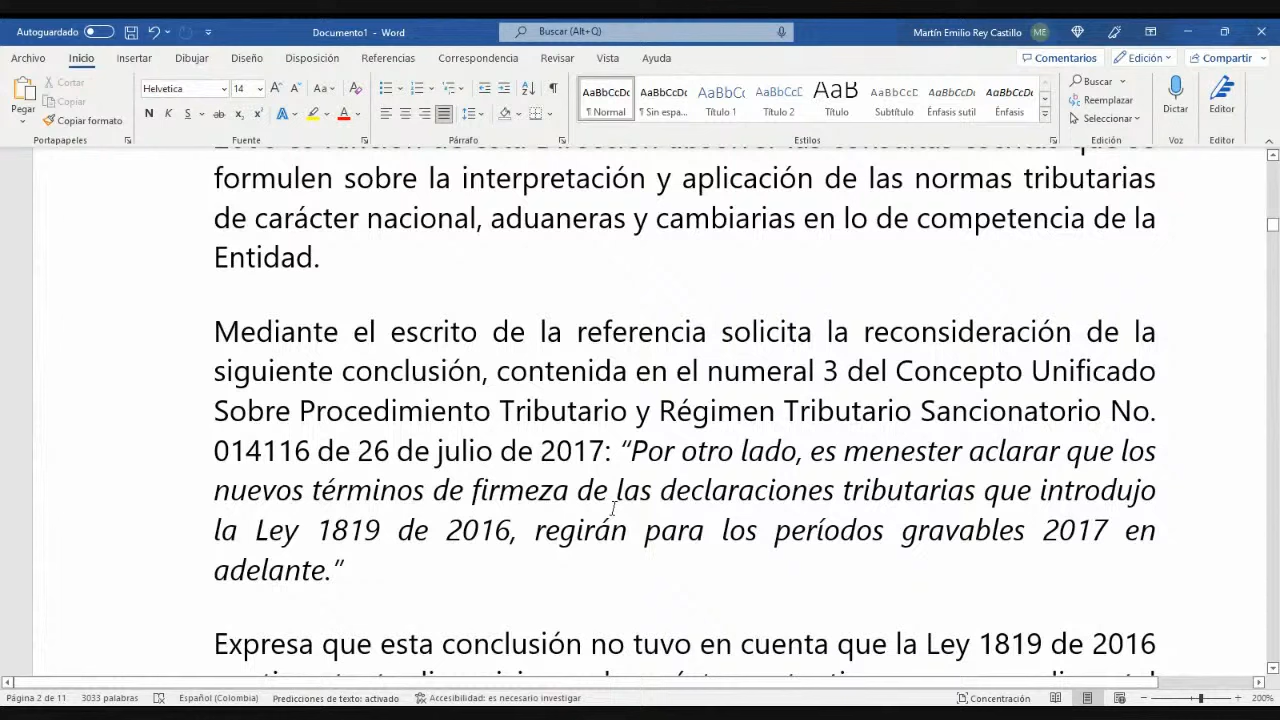 Autoguardado
Documento1 - Word
Buscar (Alt+Q)
Martín Emilio Rey Castillo
ME
Archivo Inicio Insertar Dibujar Diseño Disposición Referencias Correspondencia Revisar Vista Ayuda
Comentarios Edición Compartir
Pegar
Cortar
Copiar
Copiar formato
Portapapeles
Helvetica 14
Fuente
Párrafo
AaBbCcDc AaBbCcDc AaBbCc AaBbCcD AaB AaBbCcD AaBbCcDt AaBbCcDt
¶ Normal ¶ Sin espa... Título 1 Título 2 Título Subtítulo Énfasis sutil Énfasis
Estilos
Buscar
Reemplazar
Seleccionar
Edición
Dictar
Voz
Editor
Editor
formulen sobre la interpretación y aplicación de las normas tributarias
de carácter nacional, aduaneras y cambiarias en lo de competencia de la
Entidad.
Mediante el escrito de la referencia solicita la reconsideración de la
siguiente conclusión, contenida en el numeral 3 del Concepto Unificado
Sobre Procedimiento Tributario y Régimen Tributario Sancionatorio No.
014116 de 26 de julio de 2017: “Por otro lado, es menester aclarar que los
nuevos términos de firmeza de las declaraciones tributarias que introdujo
la Ley 1819 de 2016, regirán para los períodos gravables 2017 en
adelante.”
Expresa que esta conclusión no tuvo en cuenta que la Ley 1819 de 2016
Página 2 de 11 3033 palabras Español (Colombia) Predicciones de texto: activado Accesibilidad: es necesario investigar Concentración 200%